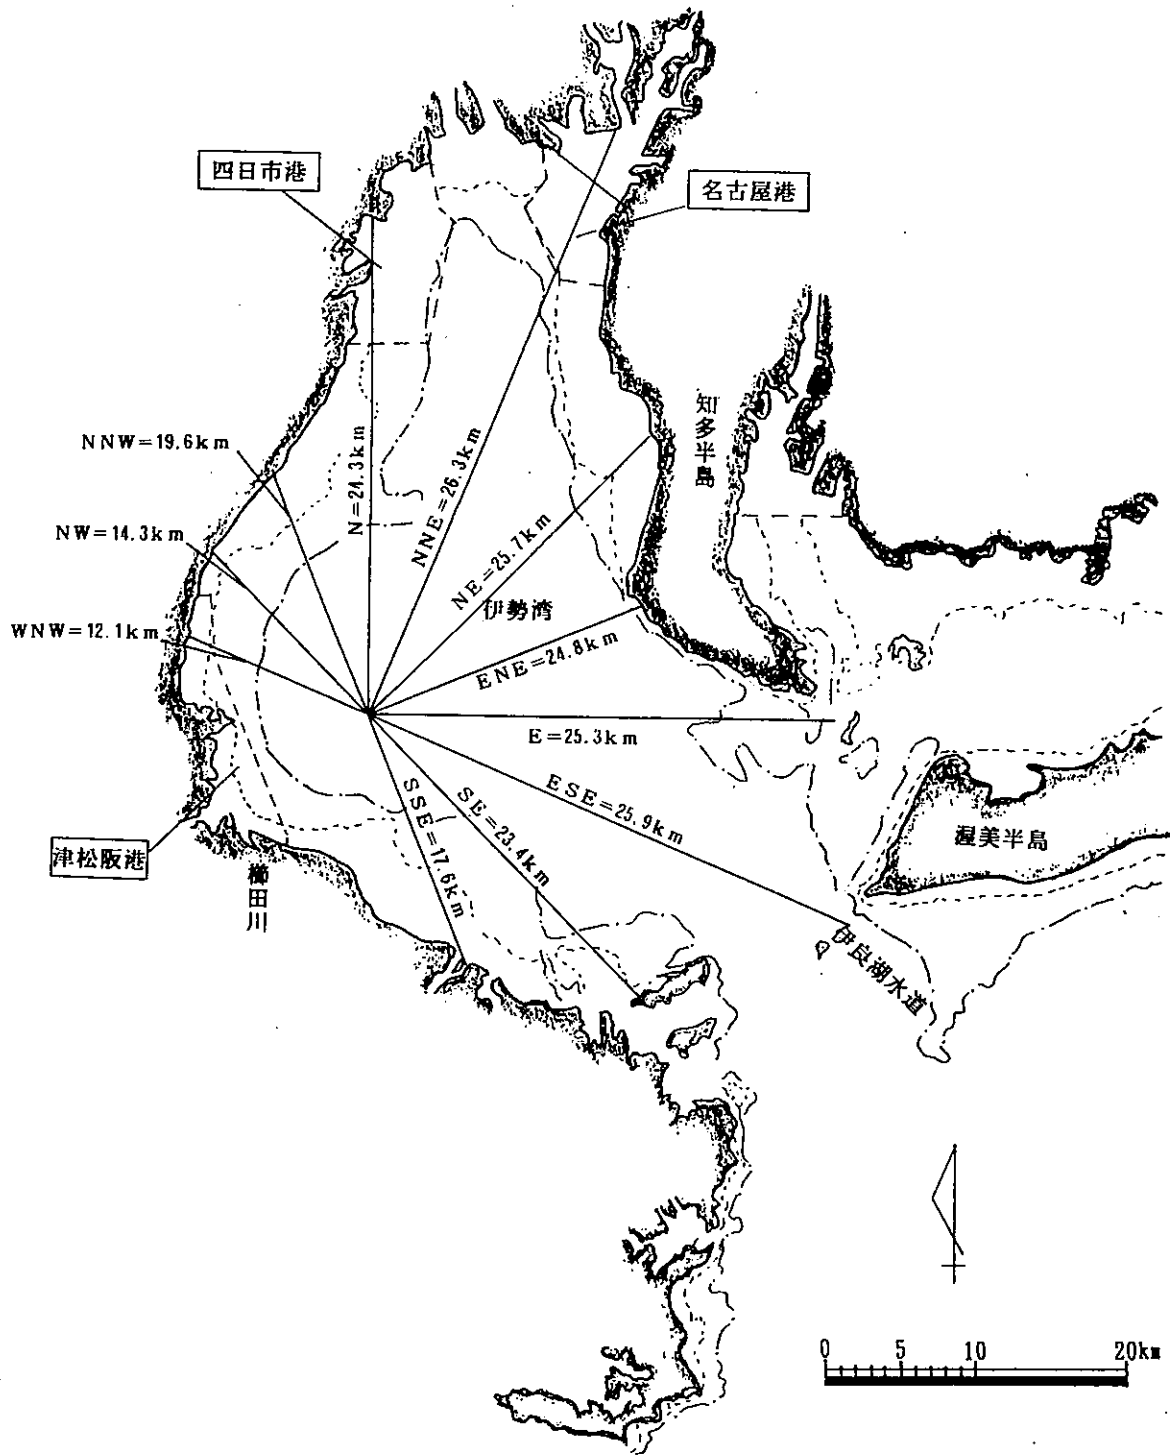 四日市港
名古屋港
知多半島
NNW=19.6km
N=24.3km
NNE=26.3km
NW=14.3km
NE=25.7km
伊勢湾
WNW=12.1km
ENE=24.8km
E=25.3km
ESE=25.9km
SE=23.4km
SSE=17.6km
渥美半島
津松阪港
櫛田川
伊良湖水道
0 5 10 20km